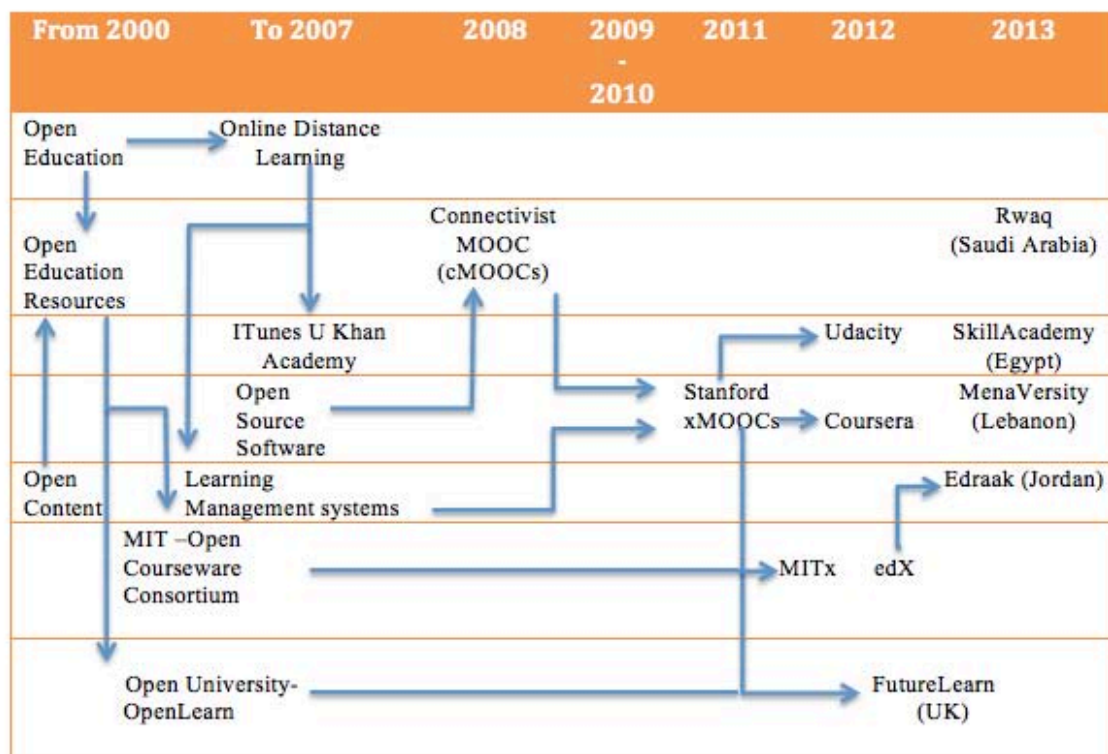 From 2000 To 2007 2008 2009 2011 2012 2013
-
2010
Open Online Distance
Education Learning
Connectivist Rwaq
Open MOOC (Saudi Arabia)
Education (cMOOCs)
Resources
ITunes U Khan Udacity SkillAcademy
Academy (Egypt)
Open Stanford MenaVersity
Source xMOOCs Coursera (Lebanon)
Software
Open Learning Edraak (Jordan)
Content Management systems
MIT –Open
Courseware MITx edX
Consortium
Open University- FutureLearn
OpenLearn (UK)